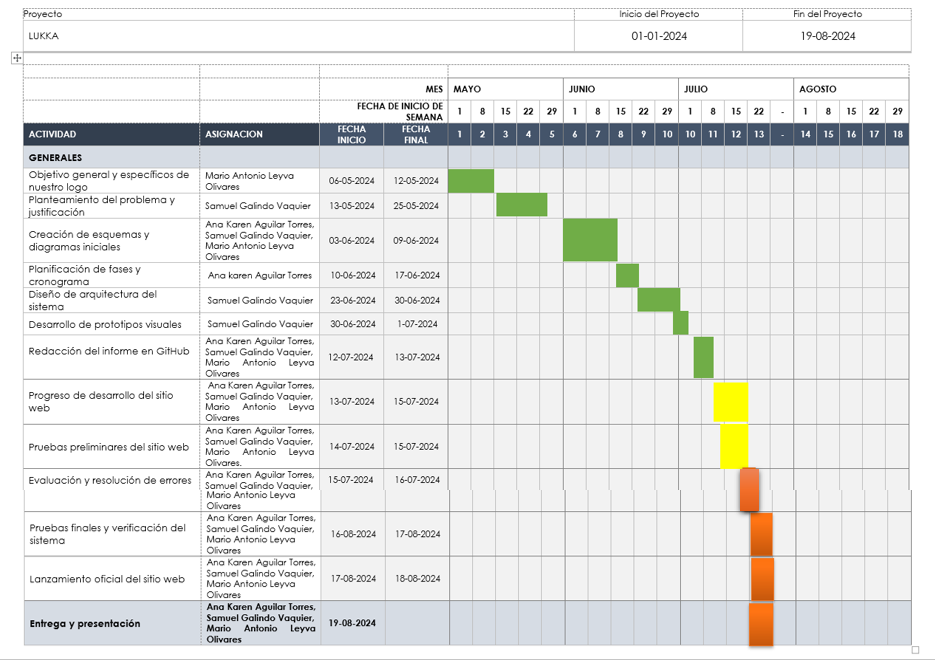 Proyecto Inicio del Proyecto Fin del Proyecto
LUKKA 01-01-2024 19-08-2024
MES MAYO JUNIO JULIO AGOSTO
FECHA DE INICIO DE
SEMANA
1 8 15 22 29 1 8 15 22 29 1 8 15 22 - 1 8 15 22 29
ACTIVIDAD ASIGNACION FECHA
INICIO
FECHA
FINAL
1 2 3 4 5 6 7 8 9 10 10 11 12 13 - 14 15 16 17 18
GENERALES
Objetivo general y específicos de
nuestro logo
Mario Antonio Leyva
Olivares
06-05-2024 12-05-2024
Planteamiento del problema y
justificación
Samuel Galindo Vaquier
13-05-2024 25-05-2024
Creación de esquemas y
diagramas iniciales
Ana Karen Aguilar Torres,
Samuel Galindo Vaquier,
Mario Antonio Leyva
Olivares
03-06-2024 09-06-2024
Planificación de fases y
cronograma
Ana karen Aguilar Torres
10-06-2024 17-06-2024
Diseño de arquitectura del
sistema
Samuel Galindo Vaquier
23-06-2024 30-06-2024
Desarrollo de prototipos visuales
Samuel Galindo Vaquier
30-06-2024 1-07-2024
Redacción del informe en GitHub
Ana Karen Aguilar Torres,
Samuel Galindo Vaquier,
Mario Antonio Leyva
Olivares
12-07-2024 13-07-2024
Progreso de desarrollo del sitio
web
Ana Karen Aguilar Torres,
Samuel Galindo Vaquier,
Mario Antonio Leyva
Olivares
13-07-2024 15-07-2024
Pruebas preliminares del sitio web
Ana Karen Aguilar Torres,
Samuel Galindo Vaquier,
Mario Antonio Leyva
Olivares.
14-07-2024 15-07-2024
Evaluación y resolución de errores
Ana Karen Aguilar Torres,
Samuel Galindo Vaquier,
Mario Antonio Leyva
Olivares
15-07-2024 16-07-2024
Pruebas finales y verificación del
sistema
Ana Karen Aguilar Torres,
Samuel Galindo Vaquier,
Mario Antonio Leyva
Olivares
16-08-2024 17-08-2024
Lanzamiento oficial del sitio web
Ana Karen Aguilar Torres,
Samuel Galindo Vaquier,
Mario Antonio Leyva
Olivares
17-08-2024 18-08-2024
Entrega y presentación
Ana Karen Aguilar Torres,
Samuel Galindo Vaquier,
Mario Antonio Leyva
Olivares
19-08-2024